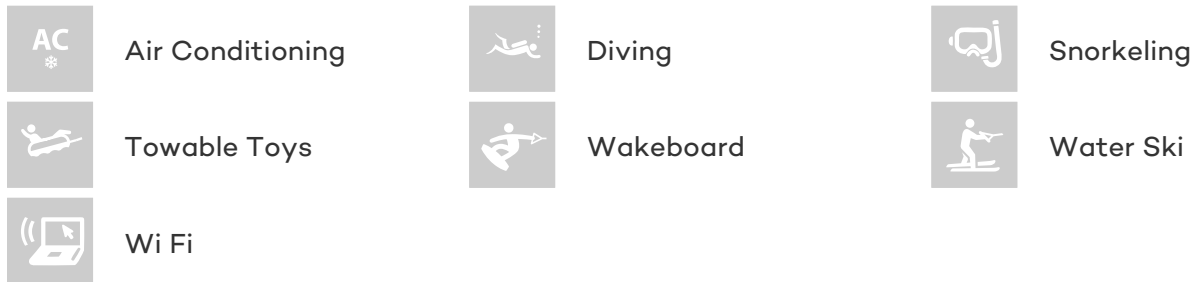 AC
Air Conditioning
Diving
Snorkeling
Towable Toys
Wakeboard
Water Ski
Wi Fi